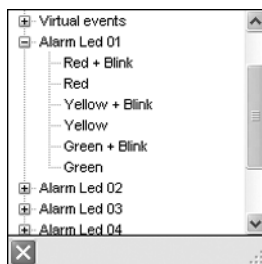 Virtual events
Alarm Led 01
Red + Blink
Red
Yellow + Blink
Yellow
Green + Blink
Green
Alarm Led 02
Alarm Led 03
Alarm Led 04